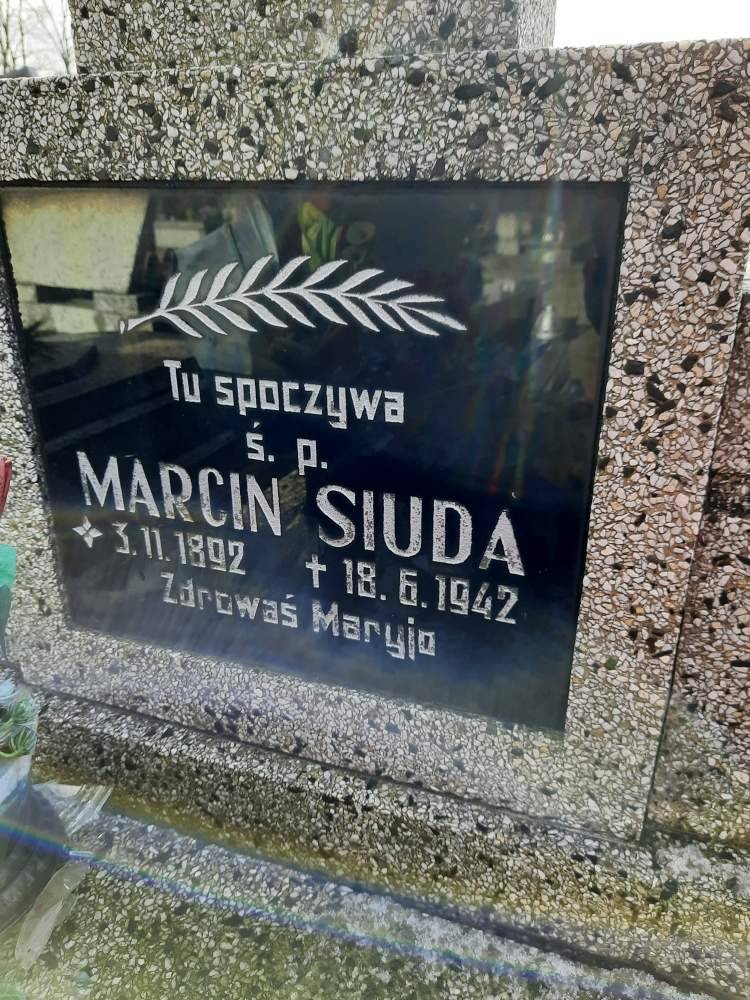 Tu spoczywa
ś. p.
MARCIN SIUDA
3.11.1892 † 18.6.1942
Zdrowaś Maryjo